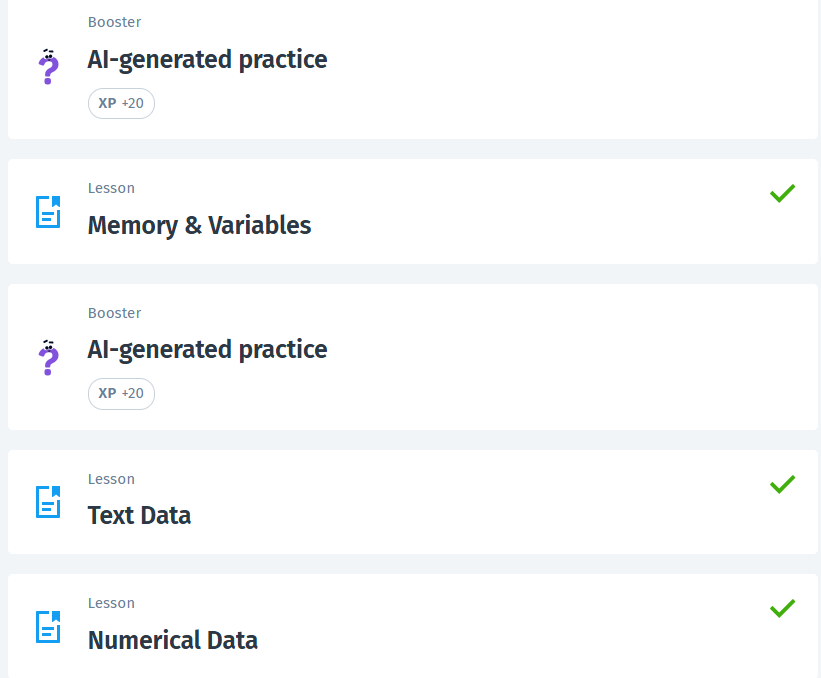 Booster
AI-generated practice
XP +20
Lesson
Memory & Variables
Booster
AI-generated practice
XP +20
Lesson
Text Data
Lesson
Numerical Data